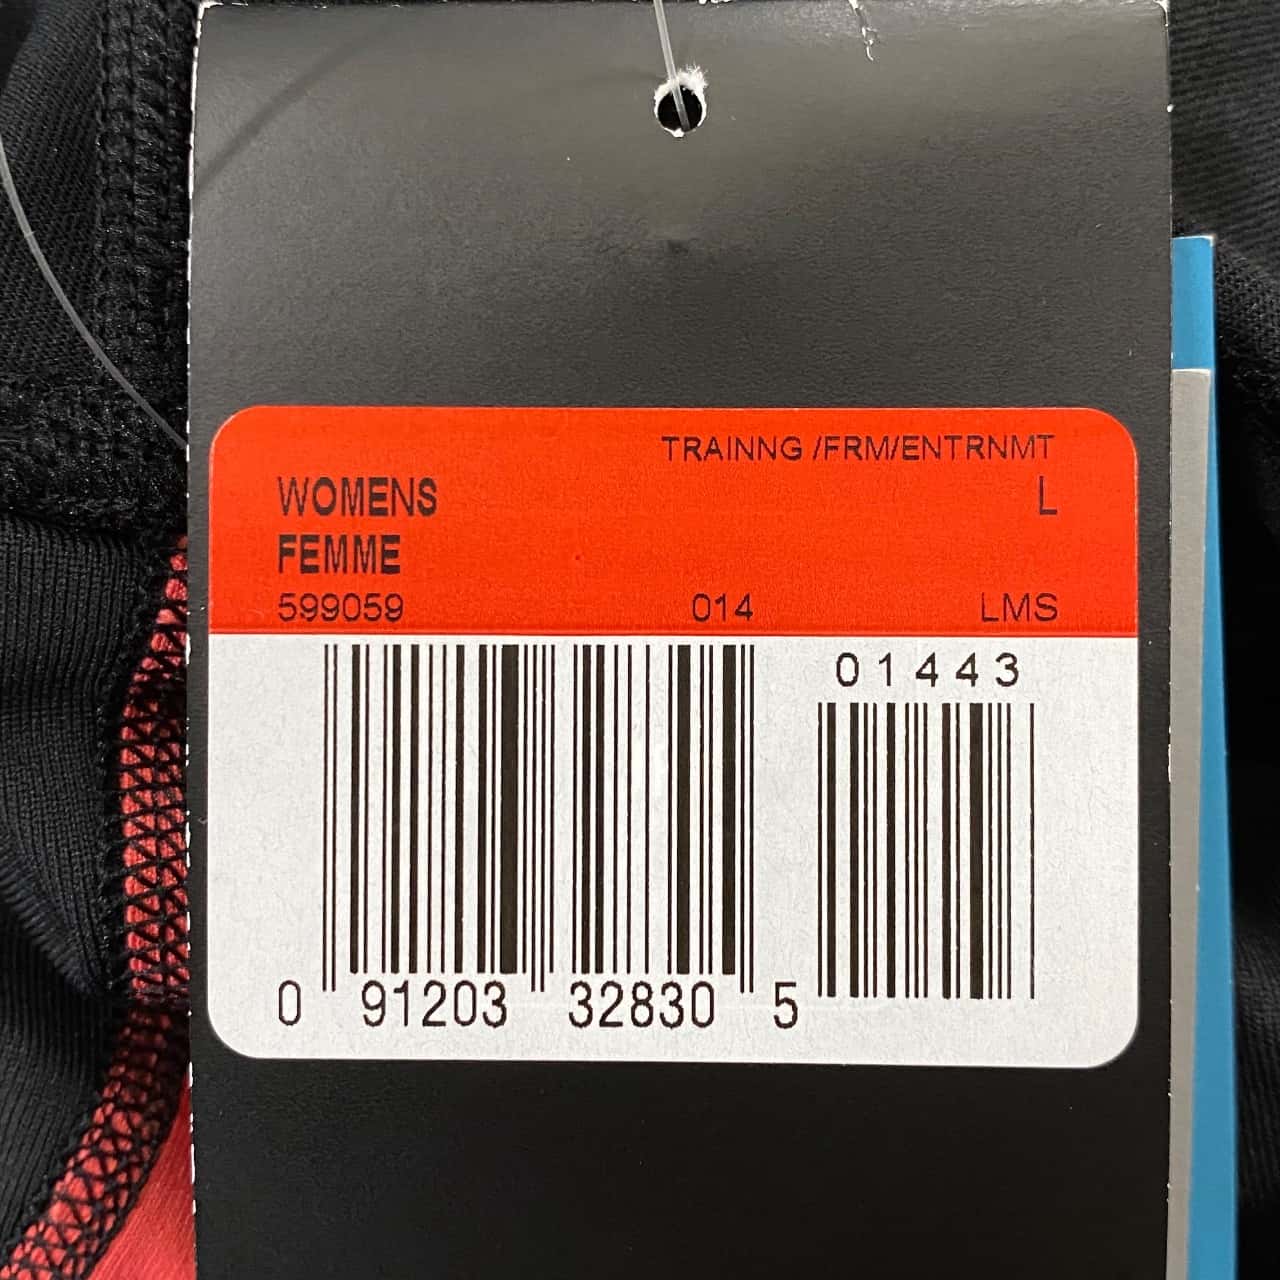 TRAINNG /FRM/ENTRNMT
WOMENS L
FEMME
599059 014 LMS
01443
0 91203 32830 5